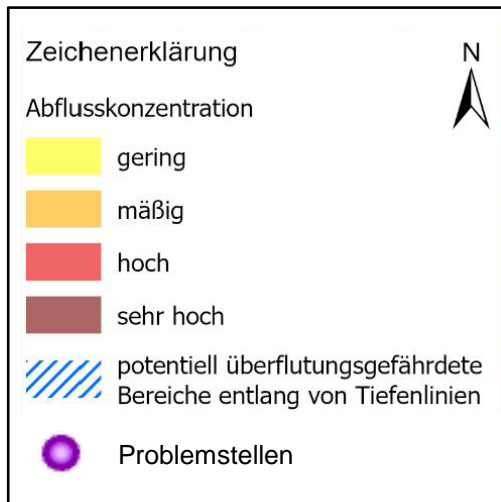 Zeichenerklärung
N
Abflusskonzentration
gering
mäßig
hoch
sehr hoch
potentiell überflutungsgefährdete
Bereiche entlang von Tiefenlinien
Problemstellen